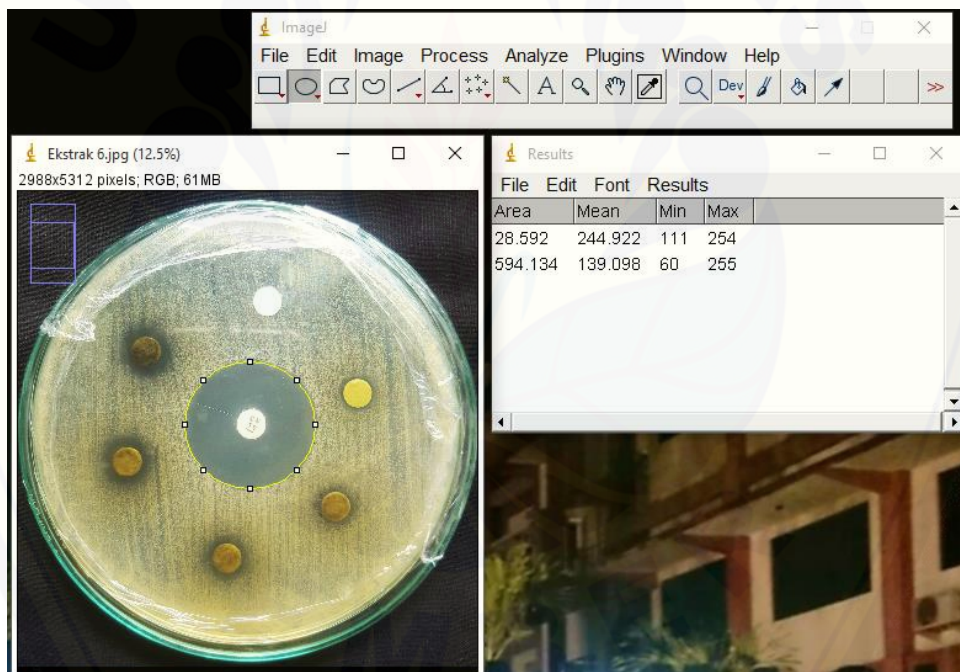 ImageJ
File Edit Image Process Analyze Plugins Window Help
A Dev >>
Ekstrak 6.jpg (12.5%)
2988x5312 pixels; RGB; 61MB
Results
File Edit Font Results
Area Mean Min Max
28.592 244.922 111 254
594.134 139.098 60 255